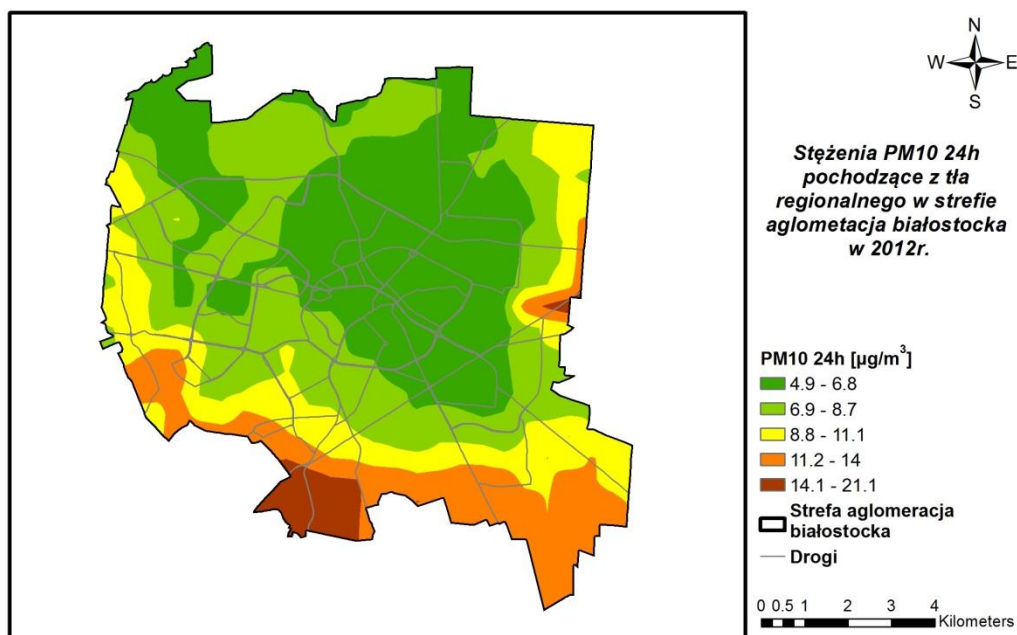 N
W E
S
Stężenia PM10 24h
pochodzące z tła
regionalnego w strefie
aglometacja białostocka
w 2012r.
PM10 24h [µg/m³]
4.9 - 6.8
6.9 - 8.7
8.8 - 11.1
11.2 - 14
14.1 - 21.1
Strefa aglomeracja
białostocka
Drogi
0 0.5 1 2 3 4
Kilometers